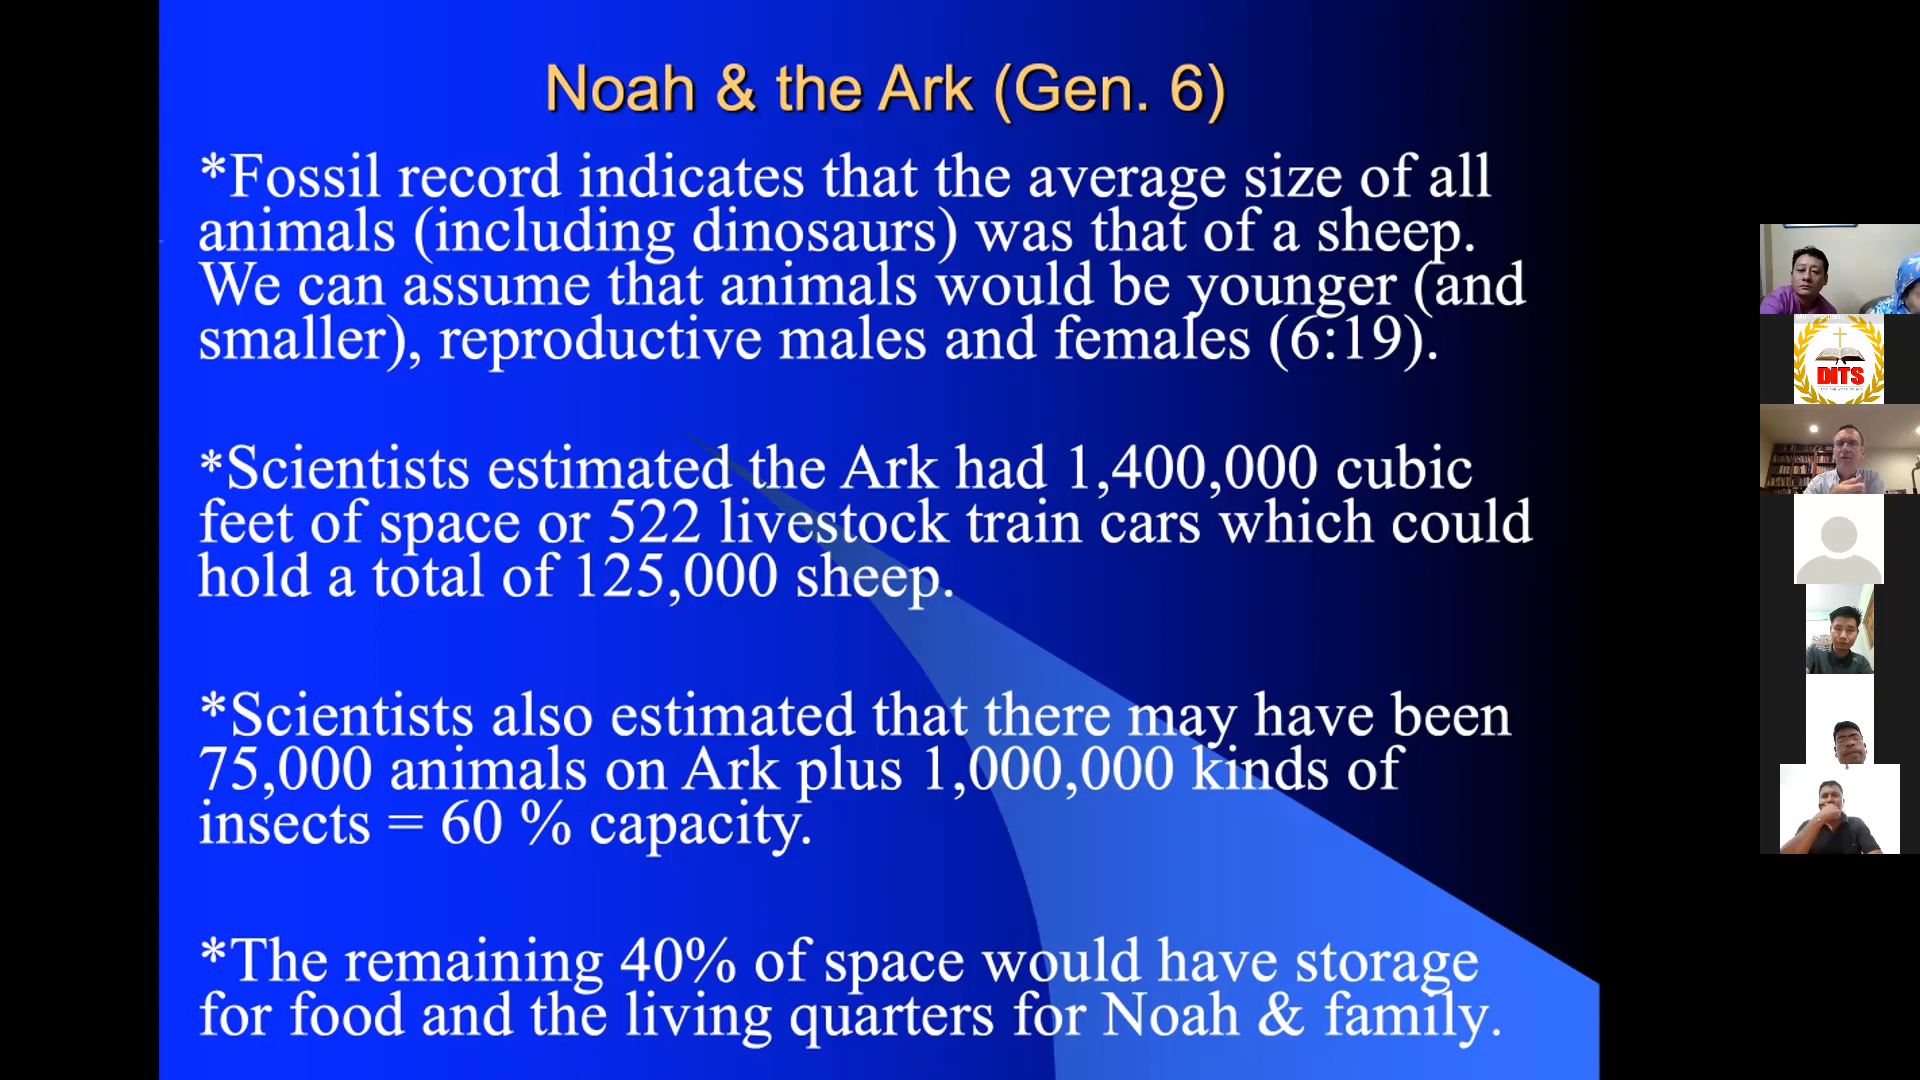 Noah & the Ark (Gen. 6)
*Fossil record indicates that the average size of all
animals (including dinosaurs) was that of a sheep.
We can assume that animals would be younger (and
smaller), reproductive males and females (6:19).
*Scientists estimated the Ark had 1,400,000 cubic
feet of space or 522 livestock train cars which could
hold a total of 125,000 sheep.
*Scientists also estimated that there may have been
75,000 animals on Ark plus 1,000,000 kinds of
insects = 60 % capacity.
*The remaining 40% of space would have storage
for food and the living quarters for Noah & family.
DITS